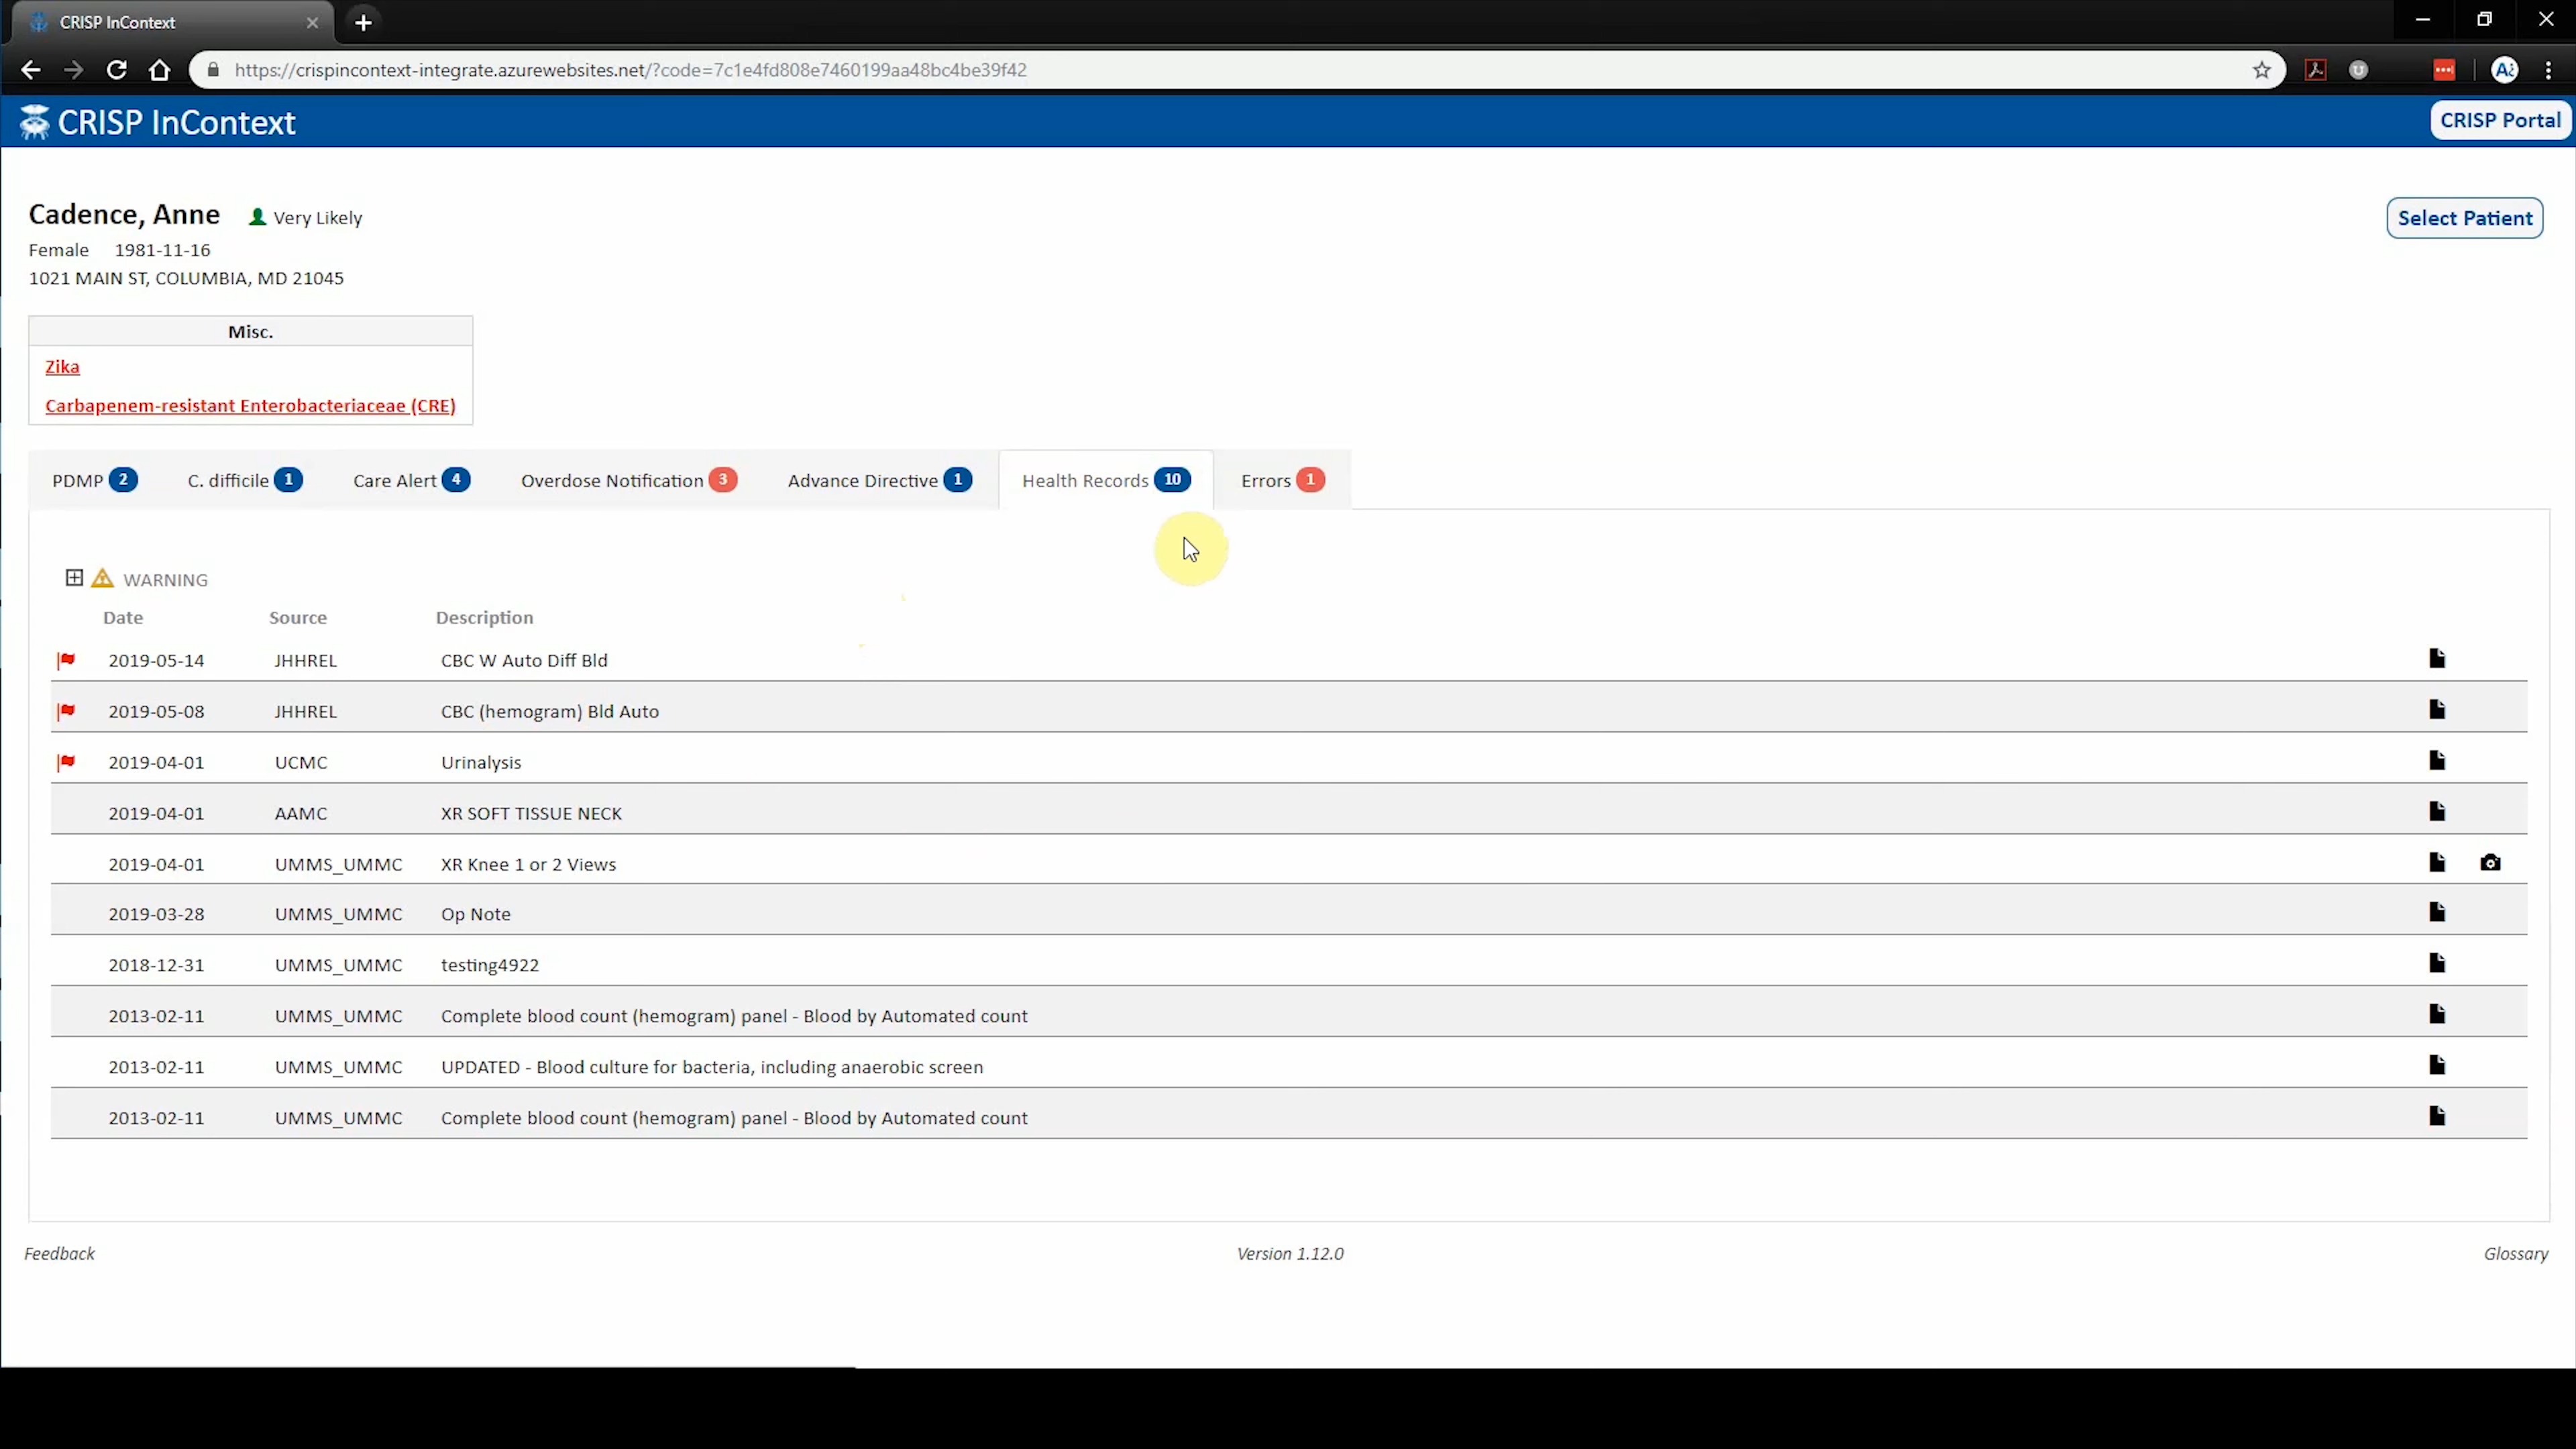 CRISP InContext
https://crispincontext-integrate.azurewebsites.net/?code=7c1e4fd808e7460199aa48bc4be39f42
CRISP InContext CRISP Portal
Cadence, Anne Very Likely Select Patient
Female 1981-11-16
1021 MAIN ST, COLUMBIA, MD 21045
Misc.
Zika
Carbapenem-resistant Enterobacteriaceae (CRE)
PDMP 2 C. difficile 1 Care Alert 4 Overdose Notification 3 Advance Directive 1 Health Records 10 Errors 1
WARNING
Date Source Description
2019-05-14 JHHREL CBC W Auto Diff Bld
2019-05-08 JHHREL CBC (hemogram) Bld Auto
2019-04-01 UCMC Urinalysis
2019-04-01 AAMC XR SOFT TISSUE NECK
2019-04-01 UMMS_UMMC XR Knee 1 or 2 Views
2019-03-28 UMMS_UMMC Op Note
2018-12-31 UMMS_UMMC testing4922
2013-02-11 UMMS_UMMC Complete blood count (hemogram) panel - Blood by Automated count
2013-02-11 UMMS_UMMC UPDATED - Blood culture for bacteria, including anaerobic screen
2013-02-11 UMMS_UMMC Complete blood count (hemogram) panel - Blood by Automated count
Feedback Version 1.12.0 Glossary